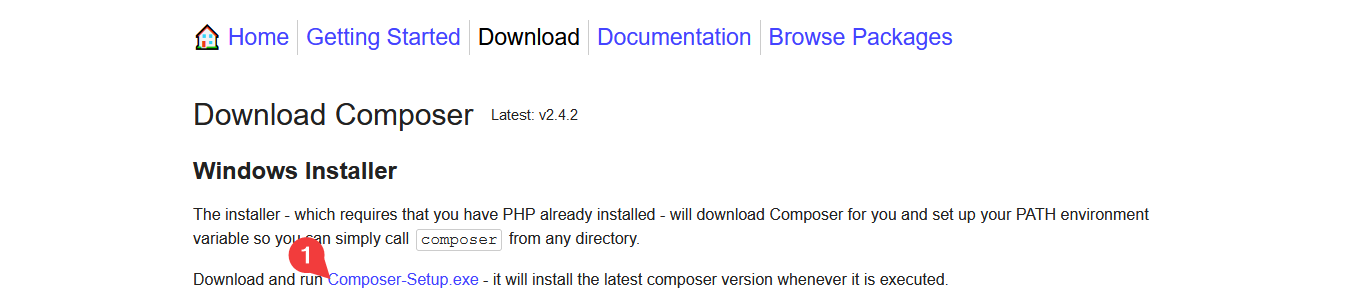 Home Getting Started Download Documentation Browse Packages
Download Composer Latest: v2.4.2
Windows Installer
The installer - which requires that you have PHP already installed - will download Composer for you and set up your PATH environment
variable so you can simply call composer from any directory.
1
Download and run Composer-Setup.exe - it will install the latest composer version whenever it is executed.